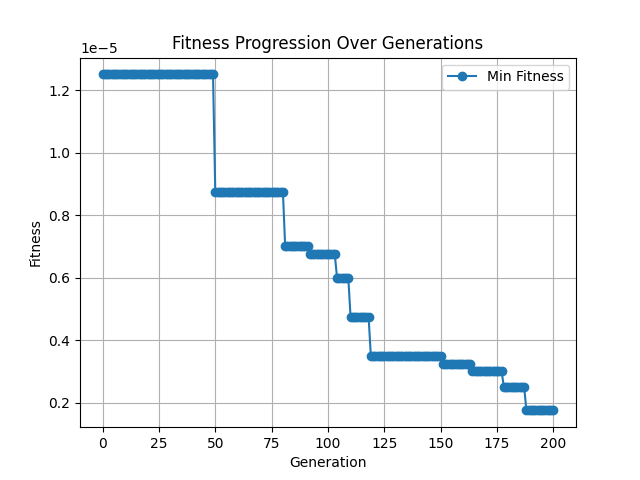 Fitness Progression Over Generations
1e−5
Min Fitness
1.2
1.0
0.8
0.6
0.4
0.2
Fitness
0 25 50 75 100 125 150 175 200
Generation